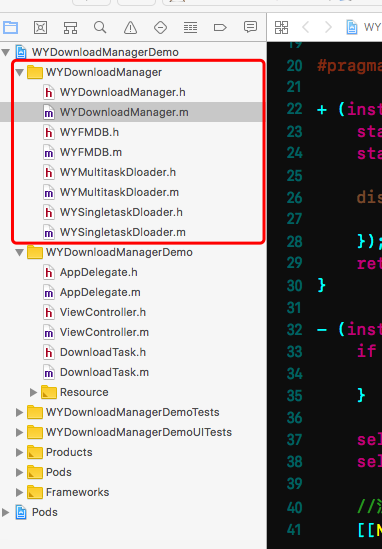 WY
WYDownloadManagerDemo
WYDownloadManager
WYDownloadManager.h
WYDownloadManager.m
WYFMDB.h
WYFMDB.m
WYMultitaskDloader.h
WYMultitaskDloader.m
WYSingletaskDloader.h
WYSingletaskDloader.m
WYDownloadManagerDemo
AppDelegate.h
AppDelegate.m
ViewController.h
ViewController.m
DownloadTask.h
DownloadTask.m
Resource
WYDownloadManagerDemoTests
WYDownloadManagerDemoUITests
Products
Pods
Frameworks
Pods
19
20 #pragma
22 + (inst
23 sta
24 sta
25
26 dis
27
28 });
29 ret
30 }
31
32 - (inst
33 if
34
35 }
36
37 sel
38 sel
39
40 //
41 [[N